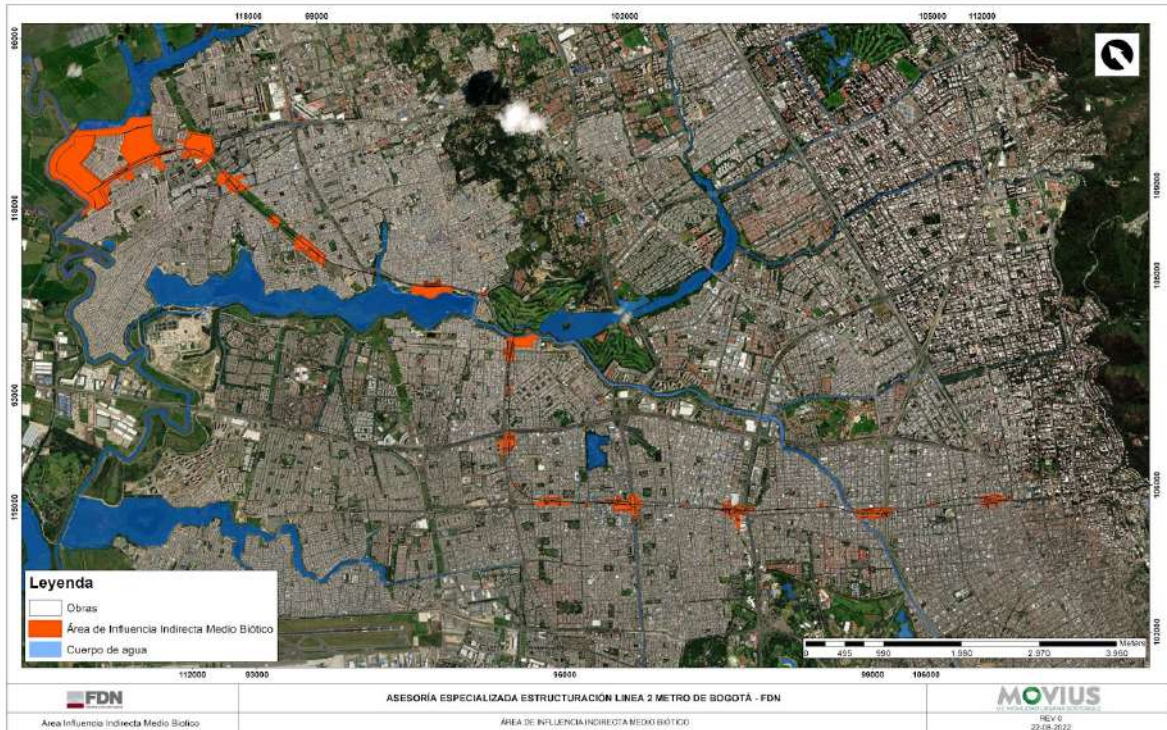 118000 99000 102000 105000 112000
96000
118000
93000
115000
109000
108000
106000
102000
Leyenda
Obras
Área de Influencia Indirecta Medio Biótico
Cuerpo de agua
Meters
0 495 990 1.980 2.970 3.960
112000 93000 96000 99000 106000
FDN
Area Influencia Indirecta Medio Biotico
ASESORÍA ESPECIALIZADA ESTRUCTURACIÓN LINEA 2 METRO DE BOGOTÁ - FDN
ÁREA DE INFLUENCIA INDIRECTA MEDIO BIÓTICO
MOVIUS
REV 0
22-08-2022